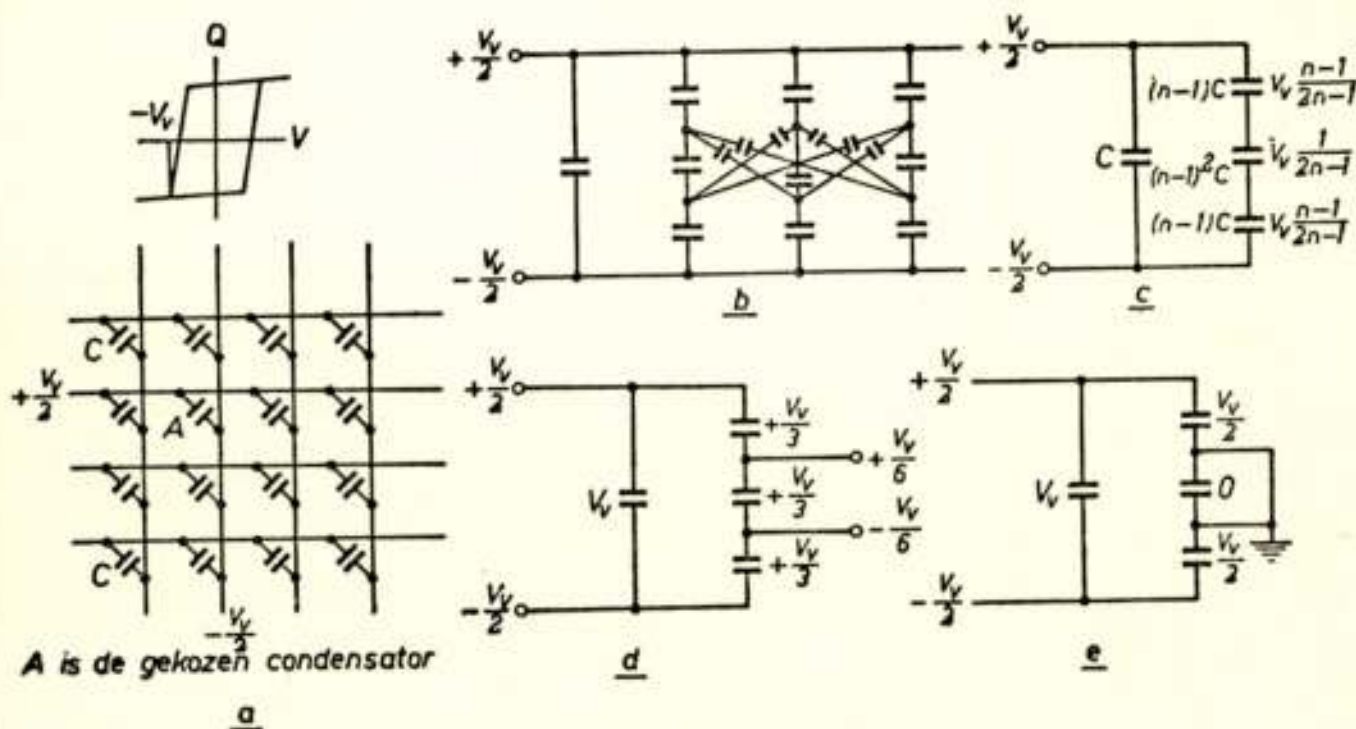 Q
-Vv
V
C
+Vv/2
A
C
-Vv/2
A is de gekozen condensator
a
+Vv/2
-Vv/2
b
+Vv/2
C
(n-1)C Vv n-1/2n-1
(n-1)²C Vv 1/2n-1
(n-1)C Vv n-1/2n-1
-Vv/2
c
+Vv/2
Vv
+Vv/3
+Vv/6
+Vv/3
-Vv/6
+Vv/3
-Vv/2
d
+Vv/2
Vv
Vv/2
0
Vv/2
-Vv/2
e